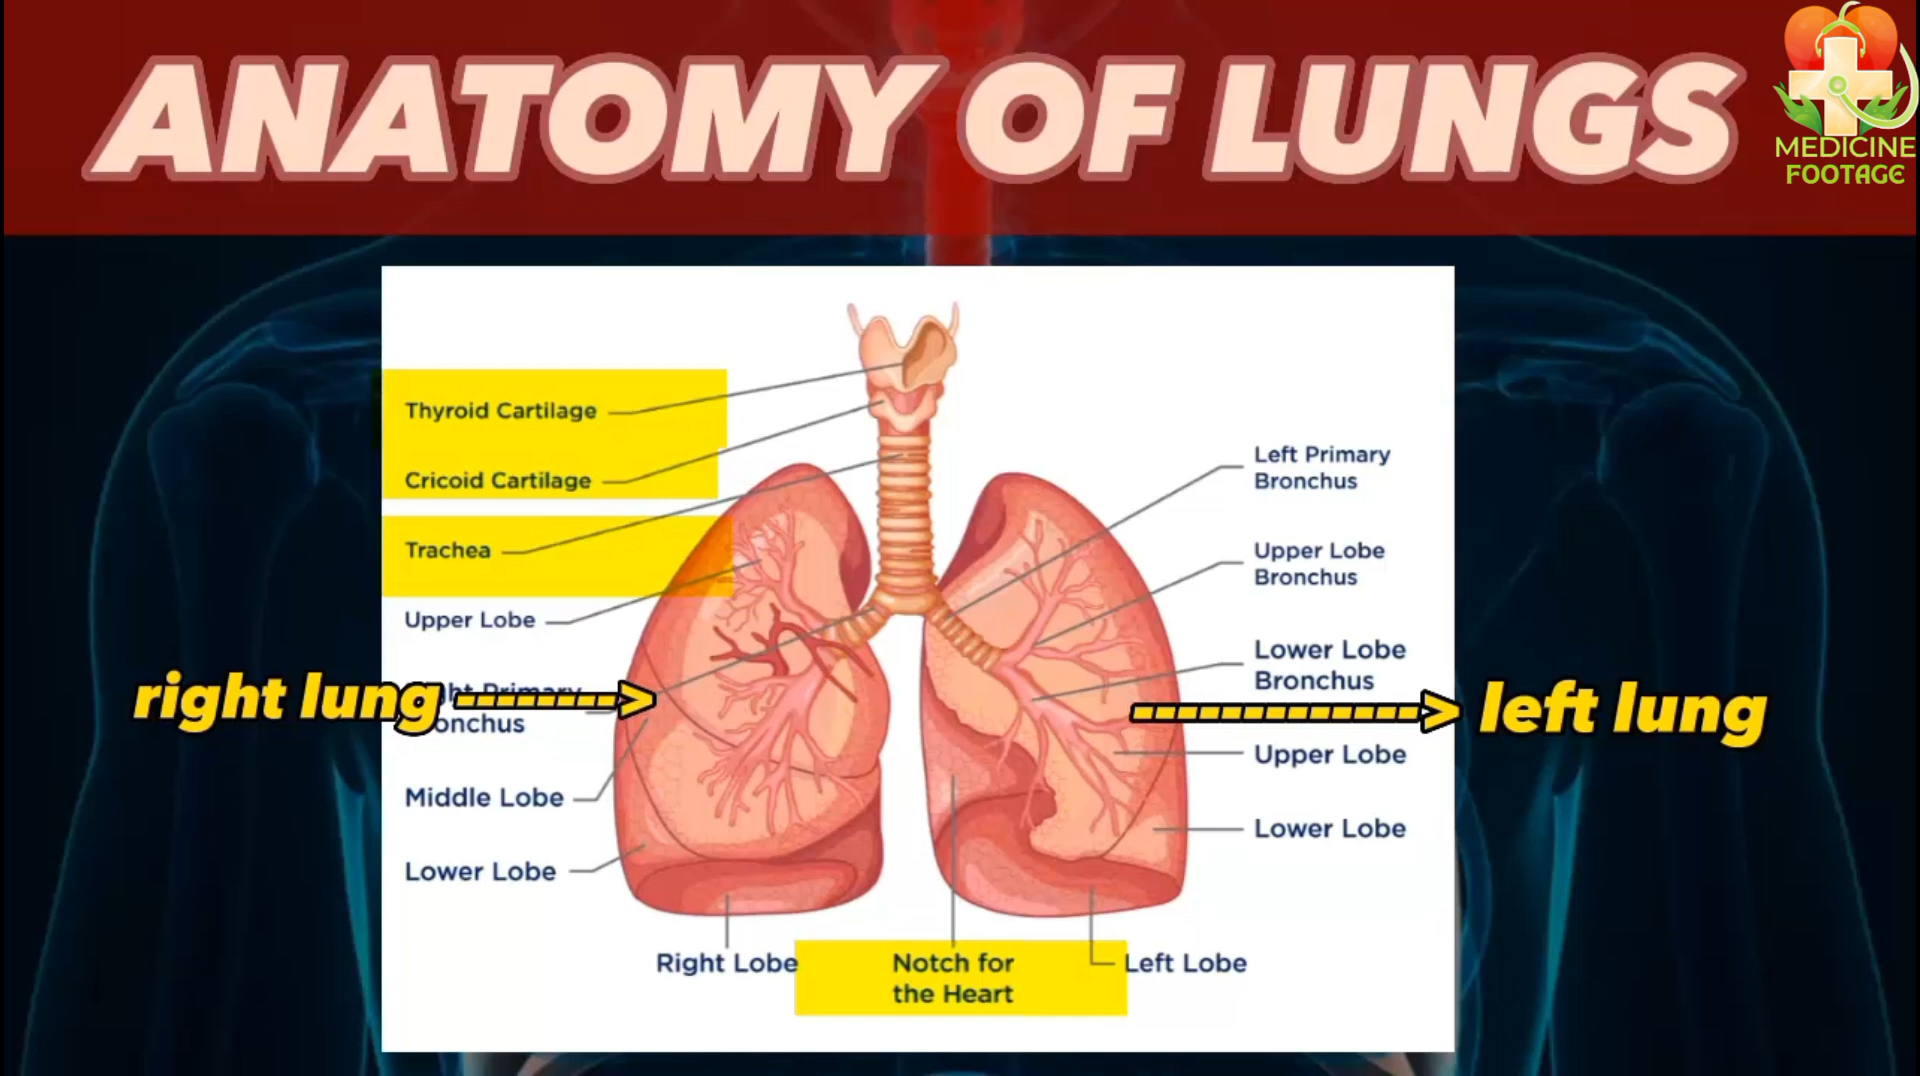 ANATOMY OF LUNGS
MEDICINE
FOOTAGE
Thyroid Cartilage
Cricoid Cartilage
Trachea
Upper Lobe
right lung
Primary
Middle Lobe
Lower Lobe
Right Lobe
Notch for
the Heart
Left Lobe
Left Primary
Bronchus
Upper Lobe
Bronchus
Lower Lobe
Bronchus
left lung
Upper Lobe
Lower Lobe